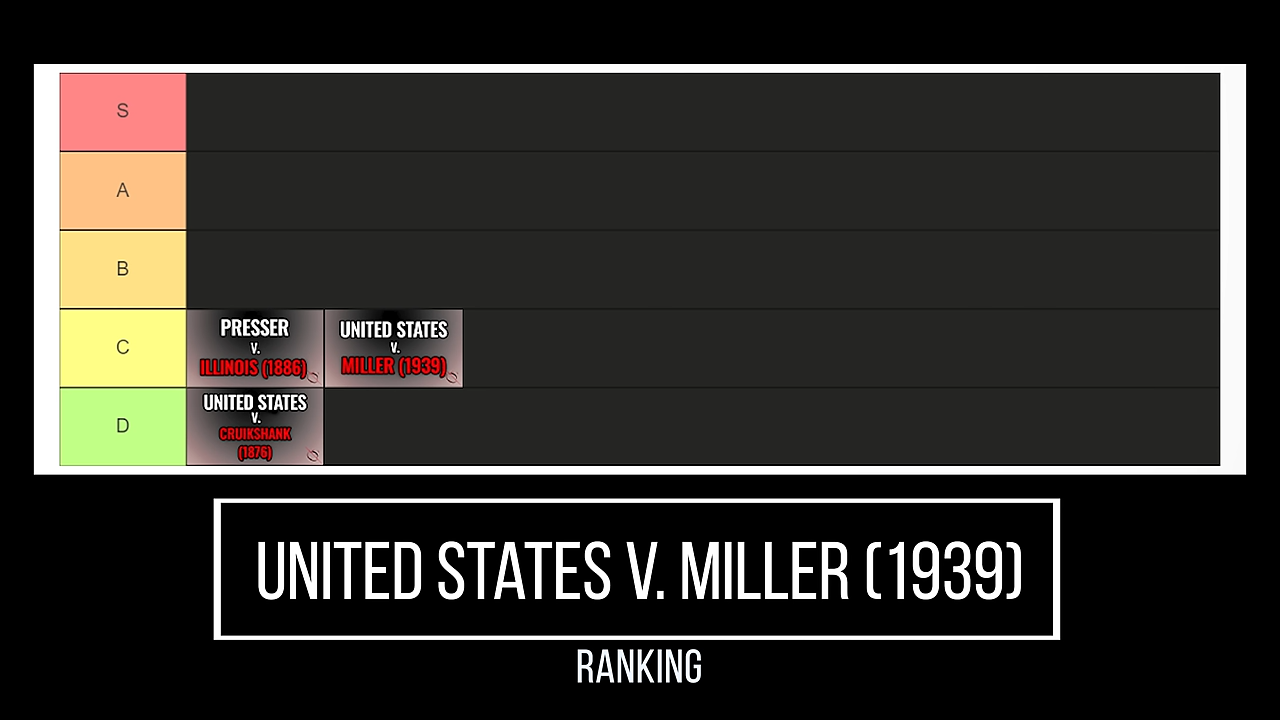 S
A
B
C
PRESSER
V.
ILLINOIS (1886)
UNITED STATES
V.
MILLER (1939)
D
UNITED STATES
V.
CRUIKSHANK
(1876)
UNITED STATES V. MILLER (1939)
RANKING